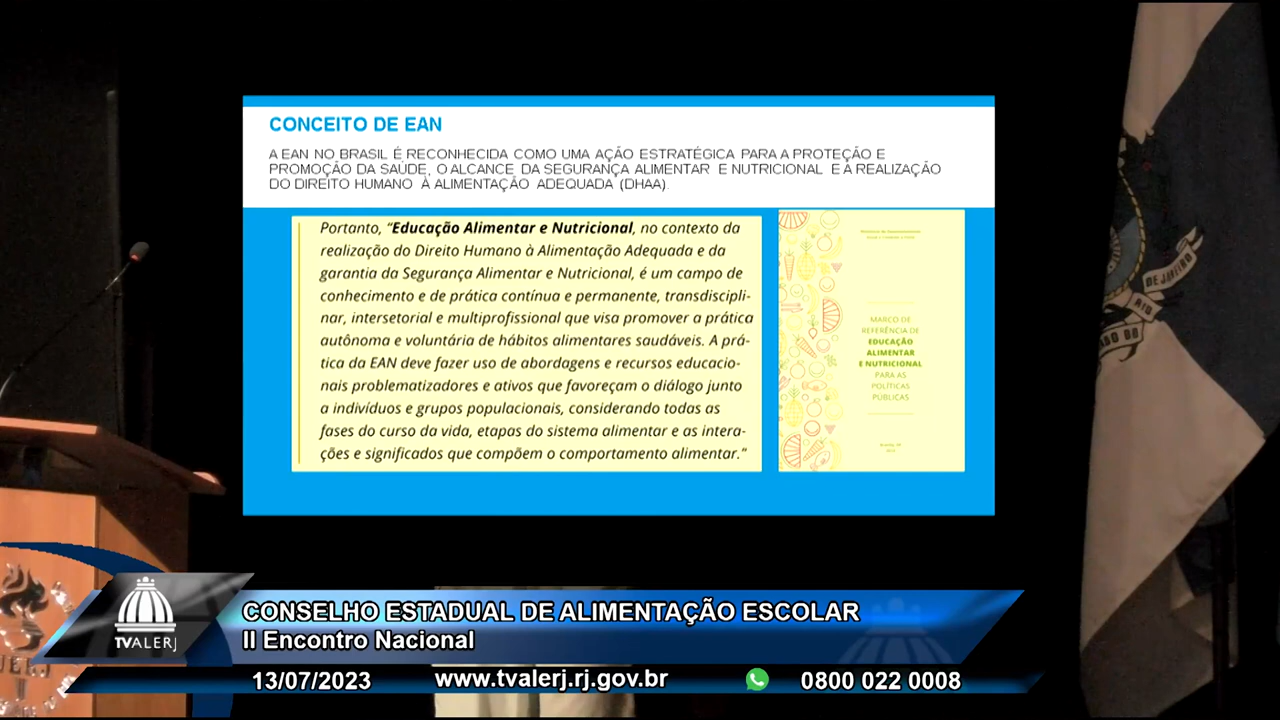 CONCEITO DE EAN
A EAN NO BRASIL É RECONHECIDA COMO UMA AÇÃO ESTRATÉGICA PARA A PROTEÇÃO E
PROMOÇÃO DA SAÚDE, O ALCANCE DA SEGURANÇA ALIMENTAR E NUTRICIONAL E A REALIZAÇÃO
DO DIREITO HUMANO À ALIMENTAÇÃO ADEQUADA (DHAA).
Portanto, “Educação Alimentar e Nutricional, no contexto da
realização do Direito Humano à Alimentação Adequada e da
garantia da Segurança Alimentar e Nutricional, é um campo de
conhecimento e de prática contínua e permanente, transdiscipli-
nar, intersetorial e multiprofissional que visa promover a prática
autônoma e voluntária de hábitos alimentares saudáveis. A prá-
tica da EAN deve fazer uso de abordagens e recursos educacio-
nais problematizadores e ativos que favoreçam o diálogo junto
a indivíduos e grupos populacionais, considerando todas as
fases do curso da vida, etapas do sistema alimentar e as intera-
ções e significados que compõem o comportamento alimentar.”
MARCO DE
REFERÊNCIA DE
EDUCAÇÃO
ALIMENTAR
E NUTRICIONAL
PARA AS
POLÍTICAS
PÚBLICAS
DE JANEIRO
RIO
DO
TVALERJ
CONSELHO ESTADUAL DE ALIMENTAÇÃO ESCOLAR
II Encontro Nacional
13/07/2023
www.tvalerj.rj.gov.br
0800 022 0008